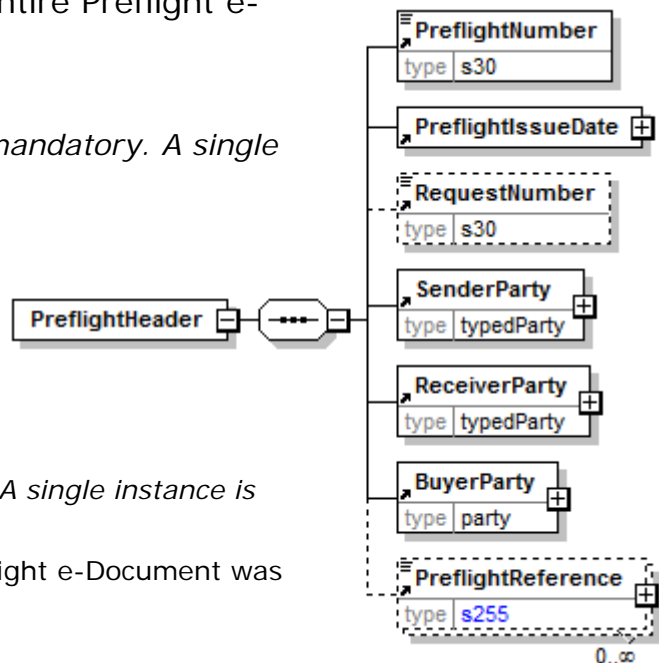 ntire Preflight e-
PreflightNumber
type s30
PreflightIssueDate
mandatory. A single
RequestNumber
type s30
SenderParty
type typedParty
PreflightHeader
ReceiverParty
type typedParty
A single instance is
BuyerParty
type party
ight e-Document was
PreflightReference
type s255
0..∞